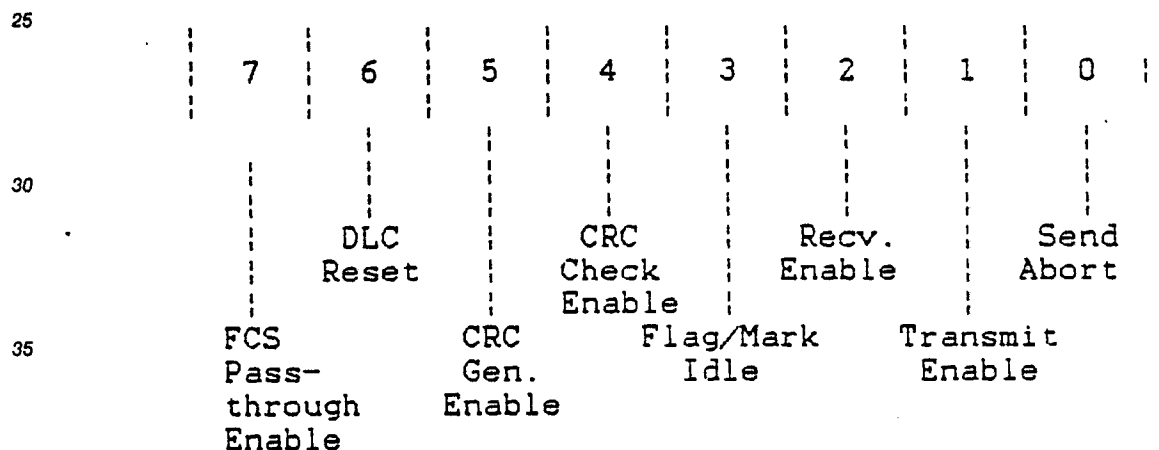 25
7 6 5 4 3 2 1 0
30
DLC CRC Recv. Send
Reset Check Enable Abort
Enable
35
FCS CRC Flag/Mark Transmit
Pass- Gen. Idle Enable
through Enable
Enable